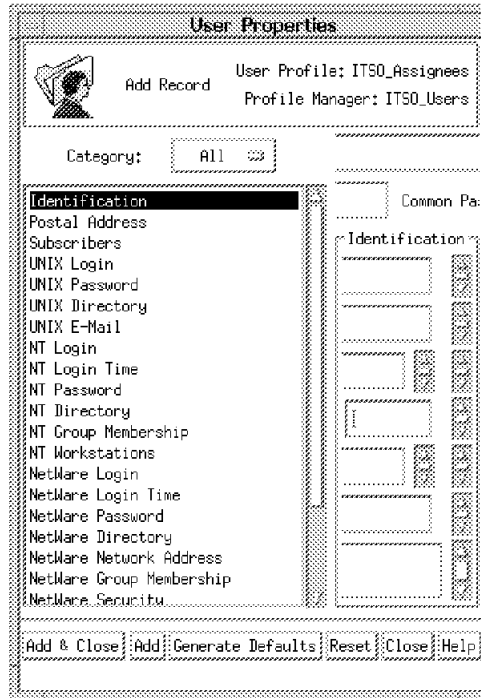 User Properties
Add Record
User Profile: ITSO_Assignees
Profile Manager: ITSO_Users
Category:
All
Common Pa
Identification
Identification
Postal Address
Subscribers
UNIX Login
UNIX Password
UNIX Directory
UNIX E-Mail
NT Login
NT Login Time
NT Password
NT Directory
NT Group Membership
NT Workstations
NetWare Login
NetWare Login Time
NetWare Password
NetWare Directory
NetWare Network Address
NetWare Group Membership
NetWare Security
Add & Close Add Generate Defaults Reset Close Help